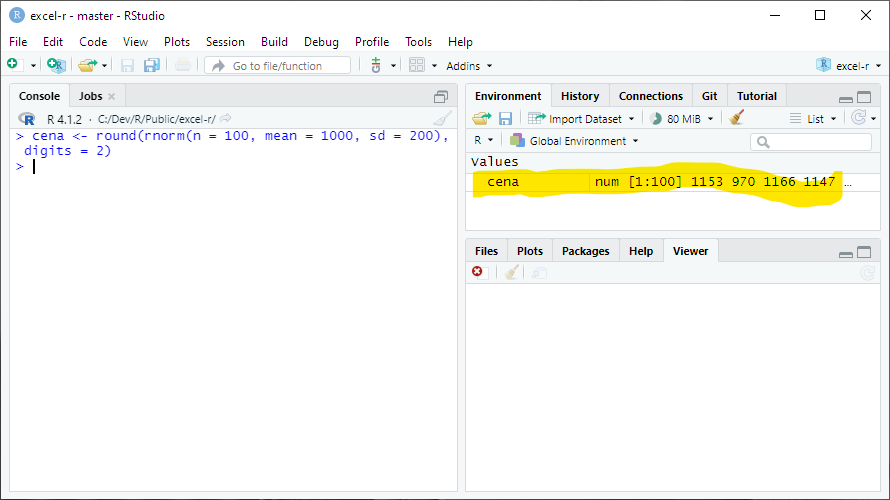 excel-r - master - RStudio
File Edit Code View Plots Session Build Debug Profile Tools Help
Go to file/function Addins excel-r
Console Jobs
R 4.1.2 · C:/Dev/R/Public/excel-r/
> cena <- round(rnorm(n = 100, mean = 1000, sd = 200),
digits = 2)
>
Environment History Connections Git Tutorial
Import Dataset 80 MiB List
R Global Environment
Values
cena num [1:100] 1153 970 1166 1147 ...
Files Plots Packages Help Viewer